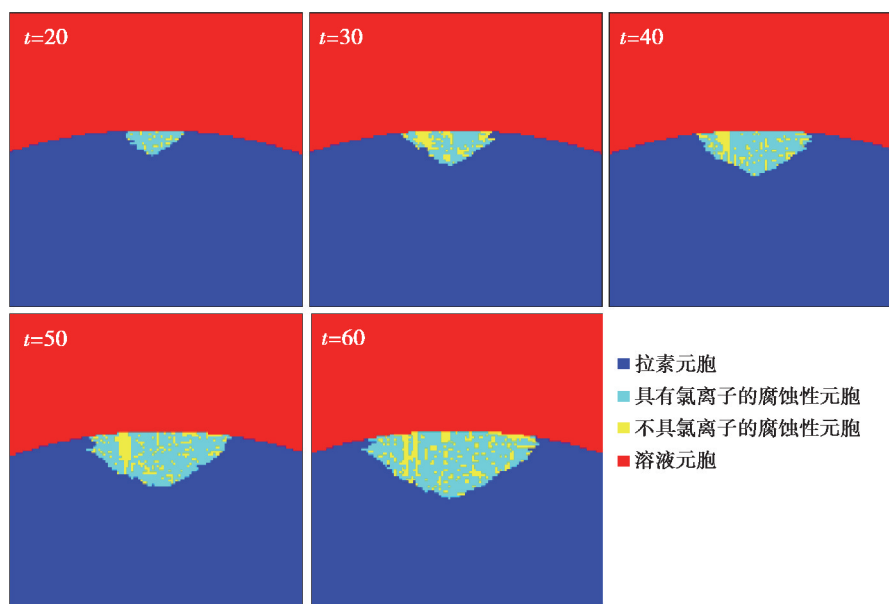 t=20
t=30
t=40
t=50
t=60
拉素元胞
具有氯离子的腐蚀性元胞
不具氯离子的腐蚀性元胞
溶液元胞